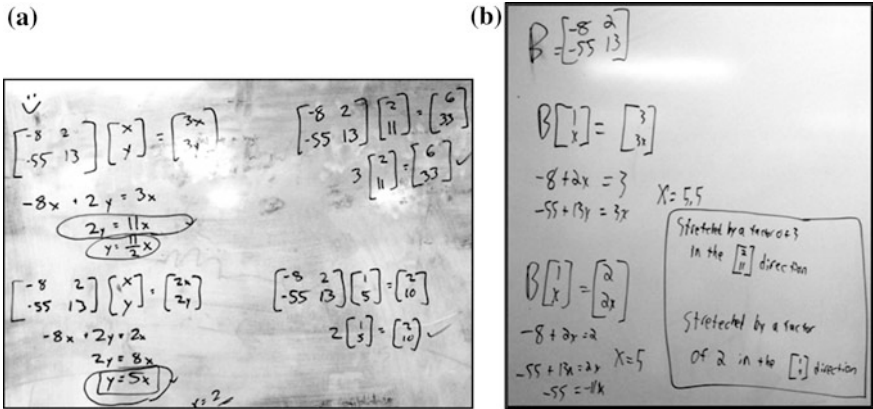 (a)
[-8 2; -55 13] [x; y] = [3x; 3y]
-8x + 2y = 3x
2y = 11x
y = 11/2 x
[-8 2; -55 13] [2; 11] = [6; 33]
3 [2; 11] = [6; 33] ✓
[-8 2; -55 13] [x; y] = [2x; 2y]
-8x + 2y = 2x
2y = 8x
y = 5x
x = 2
[-8 2; -55 13] [1; 5] = [2; 10]
2 [1; 5] = [2; 10] ✓
(b)
B = [-8 2; -55 13]
B [1; x] = [3; 3x]
-8 + 2x = 3
-55 + 13x = 3x
x = 5,5
B [1; x] = [2; 2x]
-8 + 2x = 2
-55 + 13x = 2x
-55 = -11x
x = 5
Stretched by a factor of 3
in the [2; 11] direction
Stretected by a factor
of 2 in the direction